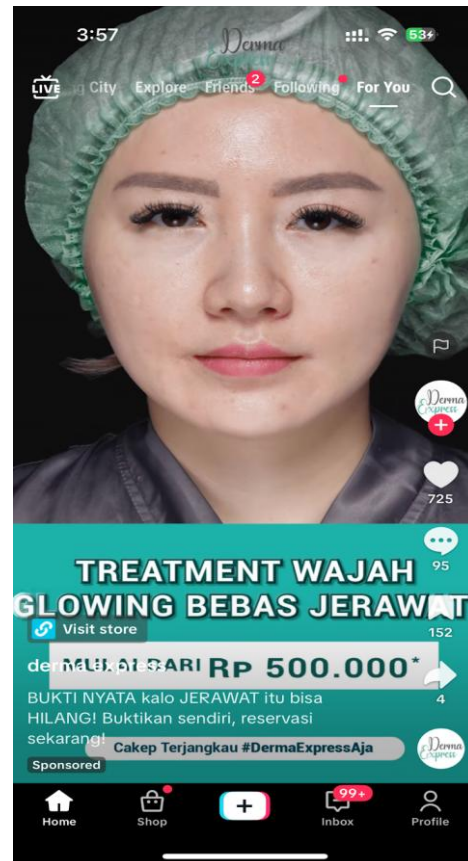 3:57
53
Derma
Express
LIVE
City Explore Friends 2 Following For You
Derma
Express
725
95
TREATMENT WAJAH
GLOWING BEBAS JERAWAT
Visit store
152
derma express
DARI Rp 500.000*
4
BUKTI NYATA kalo JERAWAT itu bisa
HILANG! Buktikan sendiri, reservasi
sekarang!
Cakep Terjangkau #DermaExpressAja
Derma
Express
Sponsored
99+
Home Shop Inbox Profile